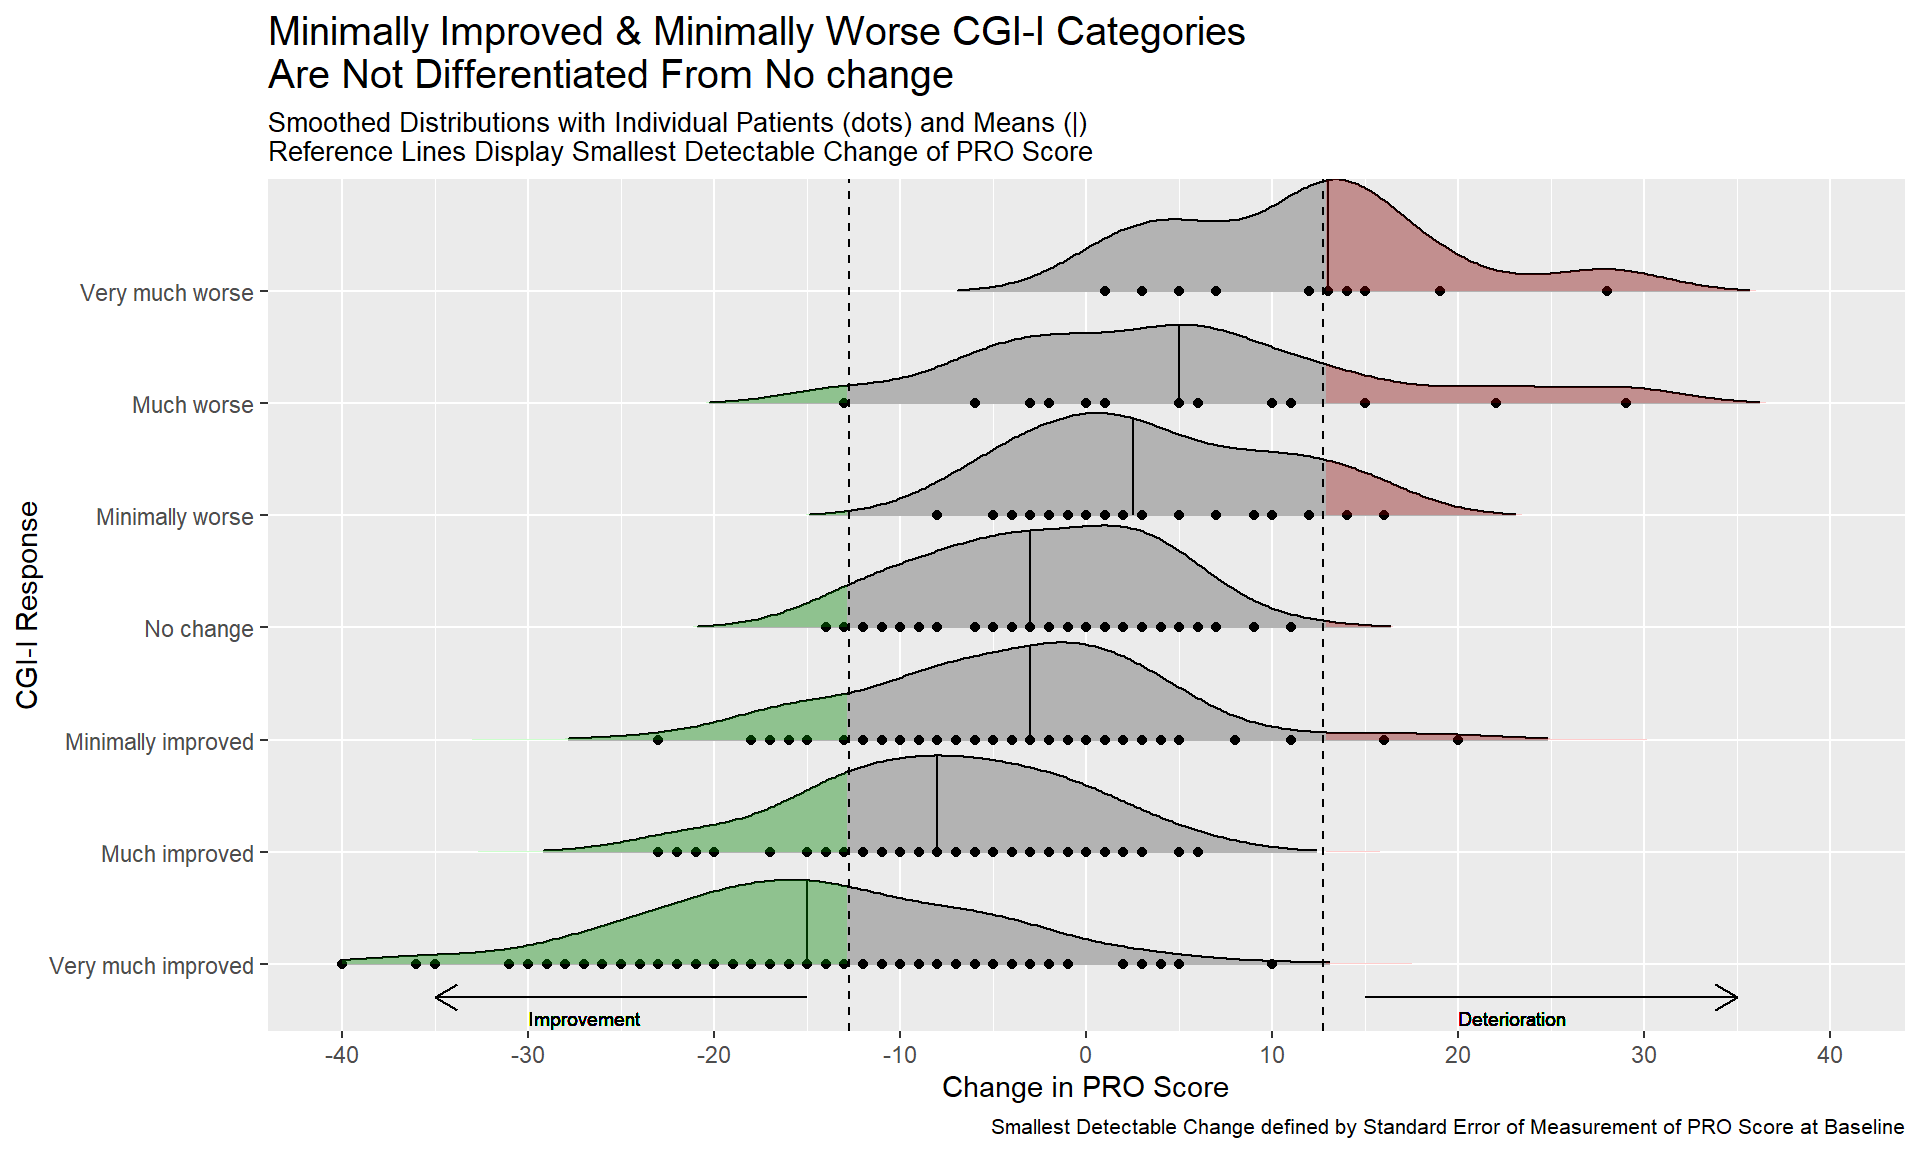 Minimally Improved & Minimally Worse CGI-I Categories
Are Not Differentiated From No change
Smoothed Distributions with Individual Patients (dots) and Means (|)
Reference Lines Display Smallest Detectable Change of PRO Score
CGI-I Response
Very much worse
Much worse
Minimally worse
No change
Minimally improved
Much improved
Very much improved
Improvement
Deterioration
-40
-30
-20
-10
0
10
20
30
40
Change in PRO Score
Smallest Detectable Change defined by Standard Error of Measurement of PRO Score at Baseline